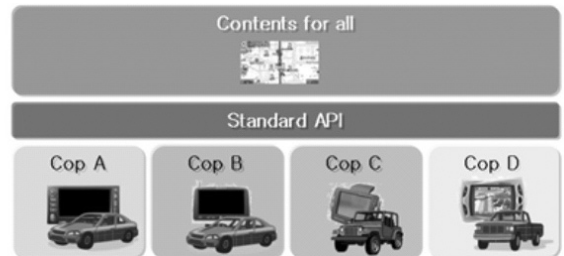 Contents for all
Standard API
Cop A
Cop B
Cop C
Cop D